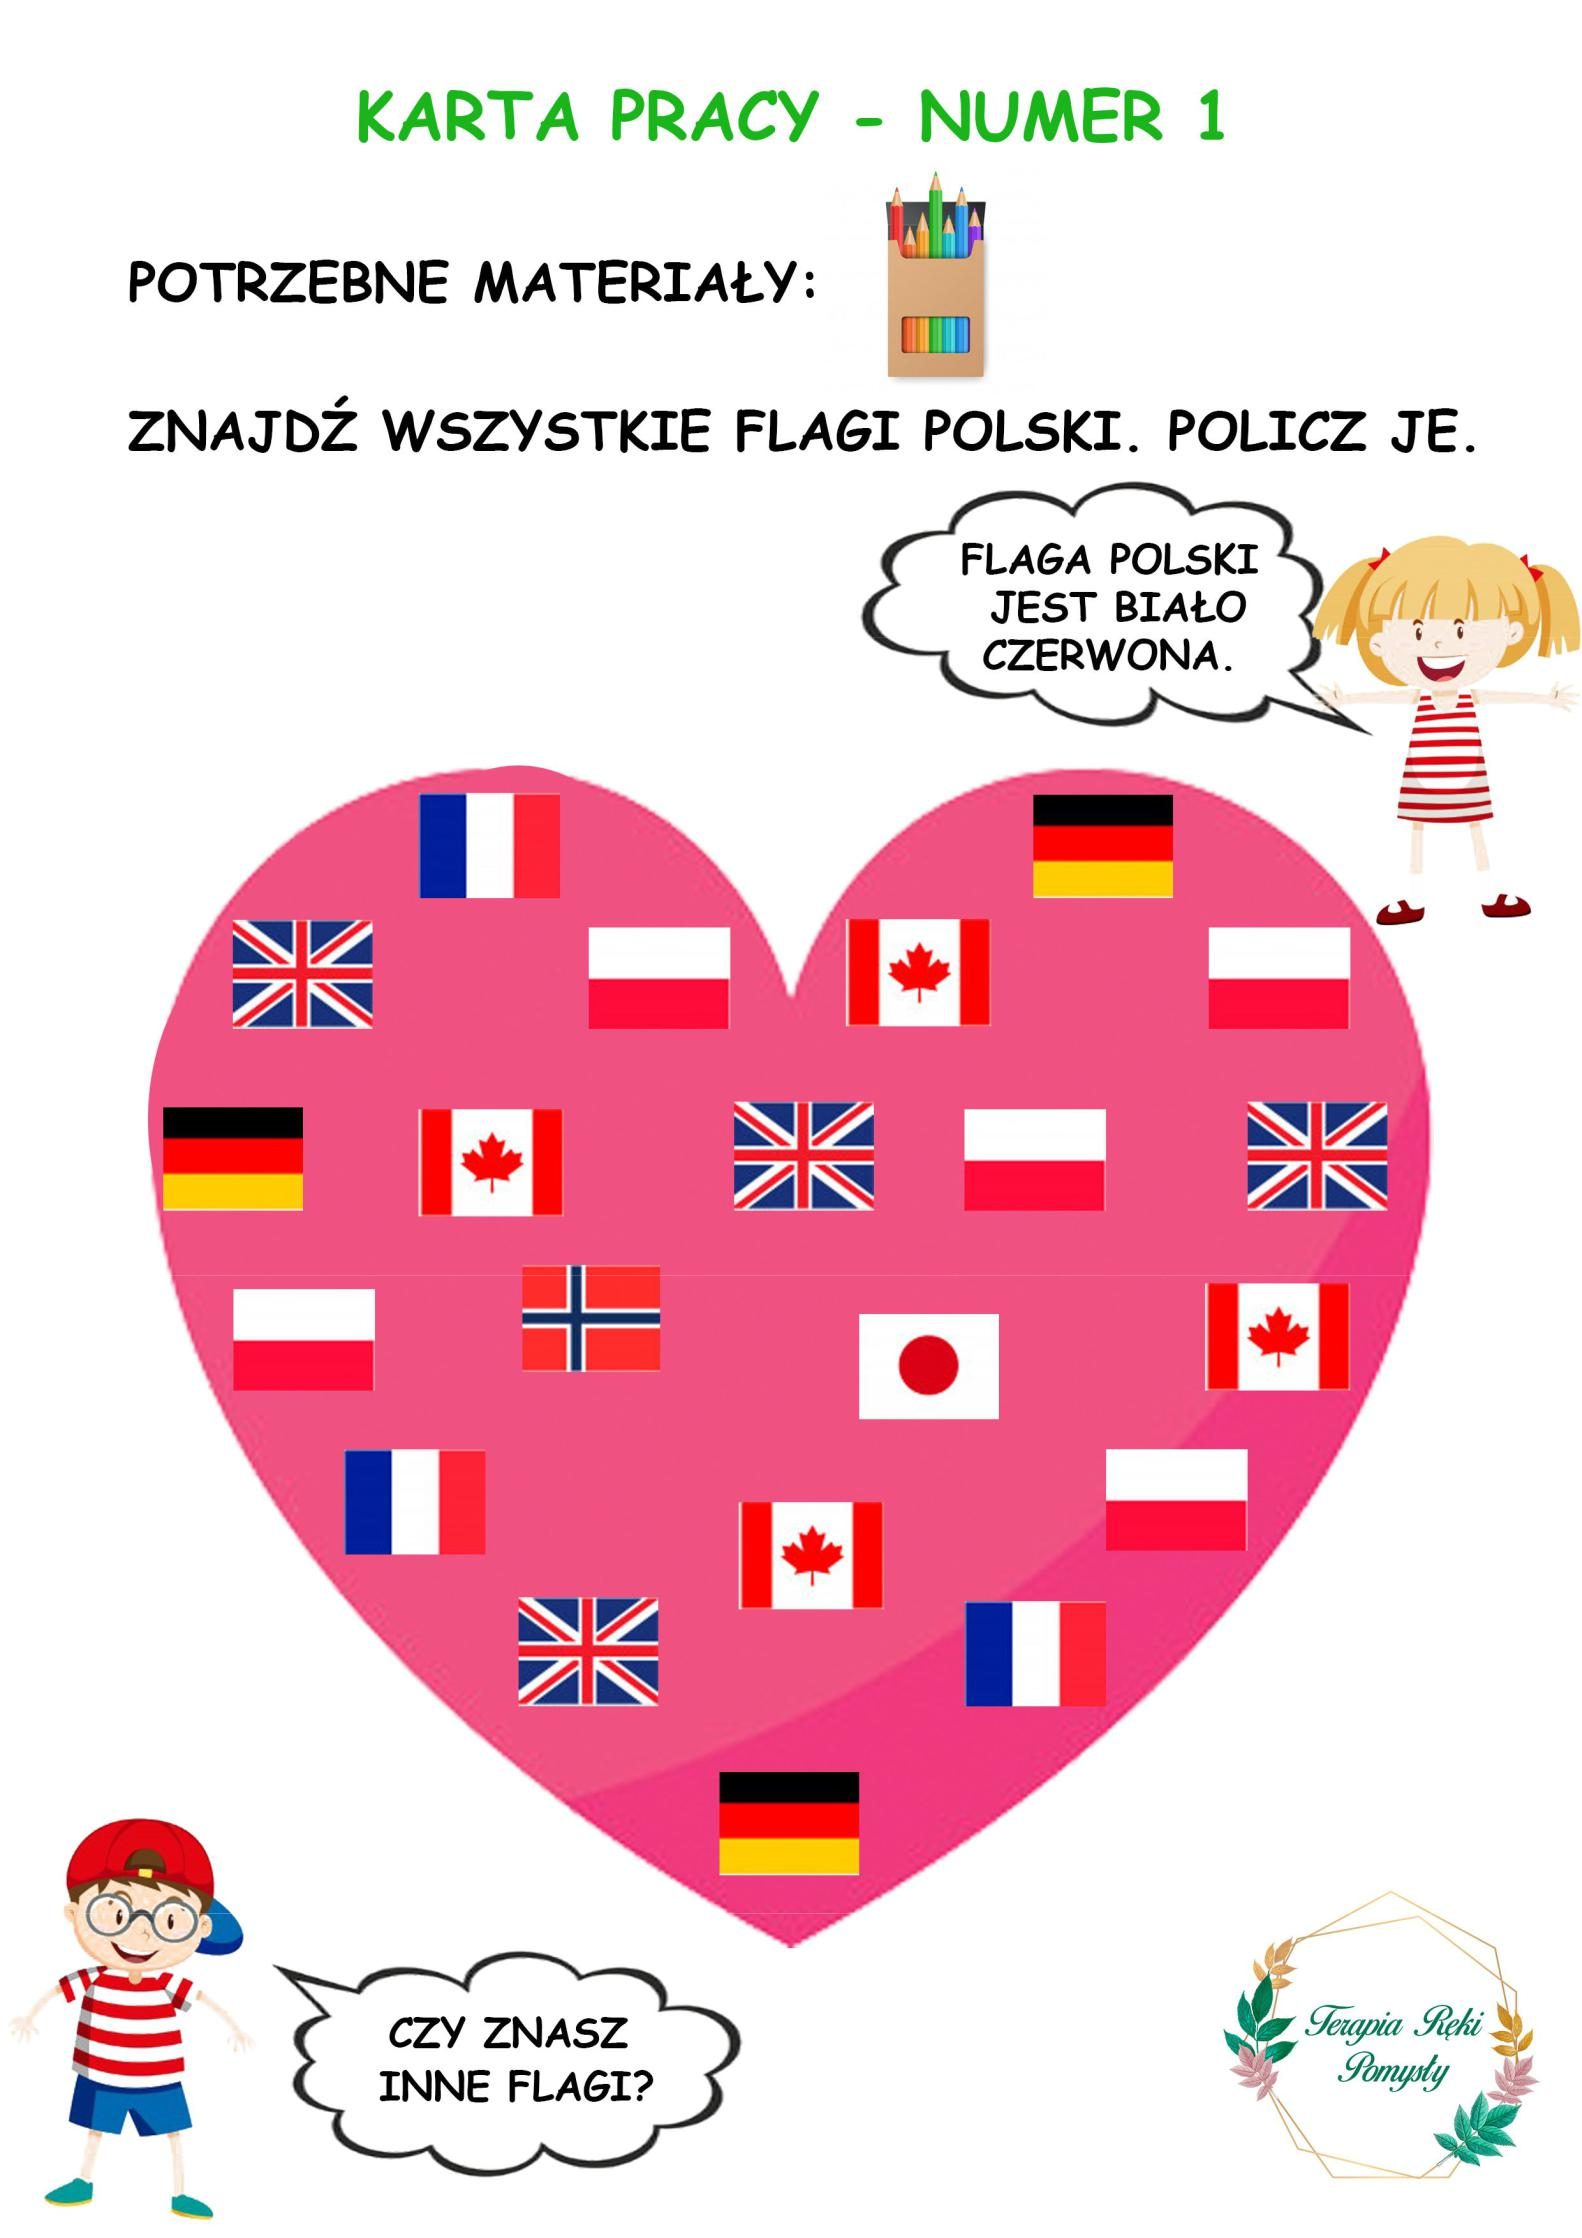 KARTA PRACY - NUMER 1
POTRZEBNE MATERIAŁY:
ZNAJDŹ WSZYSTKIE FLAGI POLSKI. POLICZ JE.
FLAGA POLSKI
JEST BIAŁO
CZERWONA.
CZY ZNASZ
INNE FLAGI?
Terapia Ręki
Pomysły